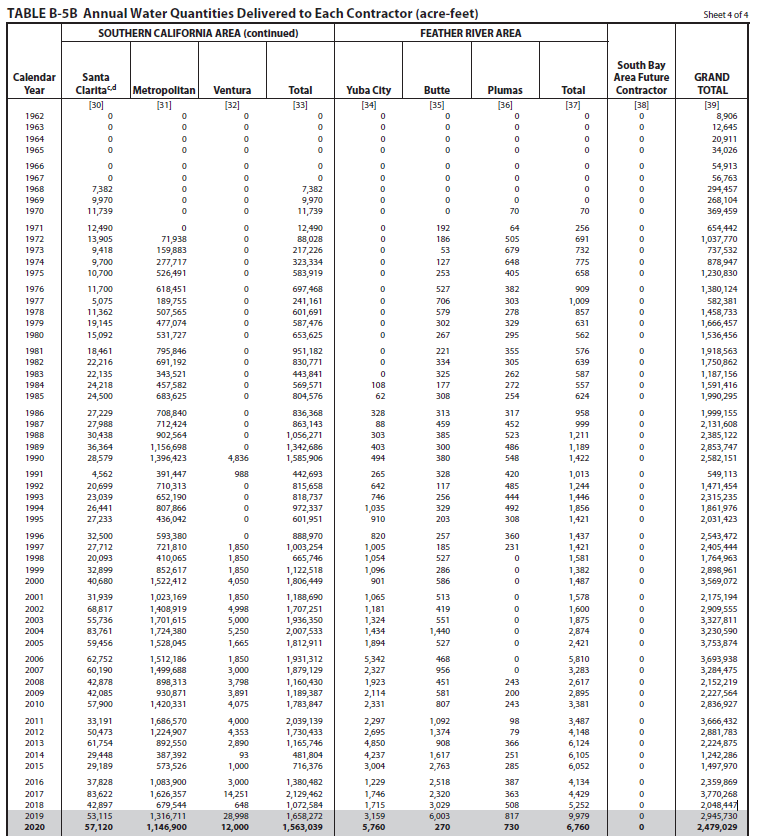 TABLE B-5B Annual Water Quantities Delivered to Each Contractor (acre-feet) Sheet 4 of 4
SOUTHERN CALIFORNIA AREA (continued) FEATHER RIVER AREA
Calendar Year Santa Clarita c,d Metropolitan Ventura Total Yuba City Butte Plumas Total South Bay Area Future Contractor GRAND TOTAL
[30] [31] [32] [33] [34] [35] [36] [37] [38] [39]
1962 0 0 0 0 0 0 0 0 0 8,906
1963 0 0 0 0 0 0 0 0 0 12,645
1964 0 0 0 0 0 0 0 0 0 20,911
1965 0 0 0 0 0 0 0 0 0 34,026
1966 0 0 0 0 0 0 0 0 0 54,913
1967 0 0 0 0 0 0 0 0 0 56,763
1968 7,382 0 0 7,382 0 0 0 0 0 294,457
1969 9,970 0 0 9,970 0 0 0 0 0 268,104
1970 11,739 0 0 11,739 0 0 70 70 0 369,459
1971 12,490 0 0 12,490 0 192 64 256 0 654,442
1972 13,905 71,938 0 88,028 0 186 505 691 0 1,037,770
1973 9,418 159,883 0 217,226 0 53 679 732 0 737,532
1974 9,700 277,717 0 323,334 0 127 648 775 0 878,947
1975 10,700 526,491 0 583,919 0 253 405 658 0 1,230,830
1976 11,700 618,451 0 697,468 0 527 382 909 0 1,380,124
1977 5,075 189,755 0 241,161 0 706 303 1,009 0 582,381
1978 11,362 507,565 0 601,691 0 579 278 857 0 1,458,733
1979 19,145 477,074 0 587,476 0 302 329 631 0 1,666,457
1980 15,092 531,727 0 653,625 0 267 295 562 0 1,536,456
1981 18,461 795,846 0 951,182 0 221 355 576 0 1,918,563
1982 22,216 691,192 0 830,771 0 334 305 639 0 1,750,862
1983 22,135 343,521 0 443,841 0 325 262 587 0 1,187,156
1984 24,218 457,582 0 569,571 108 177 272 557 0 1,591,416
1985 24,500 683,625 0 804,576 62 308 254 624 0 1,990,295
1986 27,229 708,840 0 836,368 328 313 317 958 0 1,999,155
1987 27,988 712,424 0 863,143 88 459 452 999 0 2,131,608
1988 30,438 902,564 0 1,056,271 303 385 523 1,211 0 2,385,122
1989 36,364 1,156,698 0 1,342,686 403 300 486 1,189 0 2,853,747
1990 28,579 1,396,423 4,836 1,585,906 494 380 548 1,422 0 2,582,151
1991 4,562 391,447 988 442,693 265 328 420 1,013 0 549,113
1992 20,699 710,313 0 815,658 642 117 485 1,244 0 1,471,454
1993 23,039 652,190 0 818,737 746 256 444 1,446 0 2,315,235
1994 26,441 807,866 0 972,337 1,035 329 492 1,856 0 1,861,976
1995 27,233 436,042 0 601,951 910 203 308 1,421 0 2,031,423
1996 32,500 593,380 0 888,970 820 257 360 1,437 0 2,543,472
1997 27,712 721,810 1,850 1,003,254 1,005 185 231 1,421 0 2,405,444
1998 20,093 410,065 1,850 665,746 1,054 527 0 1,581 0 1,764,963
1999 32,899 852,617 1,850 1,122,518 1,096 286 0 1,382 0 2,898,961
2000 40,680 1,522,412 4,050 1,806,449 901 586 0 1,487 0 3,569,072
2001 31,939 1,023,169 1,850 1,188,690 1,065 513 0 1,578 0 2,175,194
2002 68,817 1,408,919 4,998 1,707,251 1,181 419 0 1,600 0 2,909,555
2003 55,736 1,701,615 5,000 1,936,350 1,324 551 0 1,875 0 3,327,811
2004 83,761 1,724,380 5,250 2,007,533 1,434 1,440 0 2,874 0 3,230,590
2005 59,456 1,528,045 1,665 1,812,911 1,894 527 0 2,421 0 3,753,874
2006 62,752 1,512,186 1,850 1,931,312 5,342 468 0 5,810 0 3,693,938
2007 60,190 1,499,688 3,000 1,879,129 2,327 956 0 3,283 0 3,284,475
2008 42,878 898,313 3,798 1,160,430 1,923 451 243 2,617 0 2,152,219
2009 42,085 930,871 3,891 1,189,387 2,114 581 200 2,895 0 2,227,564
2010 57,900 1,420,331 4,075 1,783,847 2,331 807 243 3,381 0 2,836,927
2011 33,191 1,686,570 4,000 2,039,139 2,297 1,092 98 3,487 0 3,666,432
2012 50,473 1,224,907 4,353 1,730,433 2,695 1,374 79 4,148 0 2,881,783
2013 61,754 892,550 2,890 1,165,746 4,850 908 366 6,124 0 2,224,875
2014 29,448 387,392 93 481,804 4,237 1,617 251 6,105 0 1,242,286
2015 29,189 573,526 1,000 716,376 3,004 2,763 285 6,052 0 1,497,970
2016 37,828 1,083,900 3,000 1,380,482 1,229 2,518 387 4,134 0 2,359,869
2017 83,622 1,626,357 14,251 2,129,462 1,746 2,320 363 4,429 0 3,770,268
2018 42,897 679,544 648 1,072,584 1,715 3,029 508 5,252 0 2,048,447
2019 53,115 1,316,711 28,998 1,658,272 3,159 6,003 817 9,979 0 2,945,730
2020 57,120 1,146,900 12,000 1,563,039 5,760 270 730 6,760 0 2,479,029